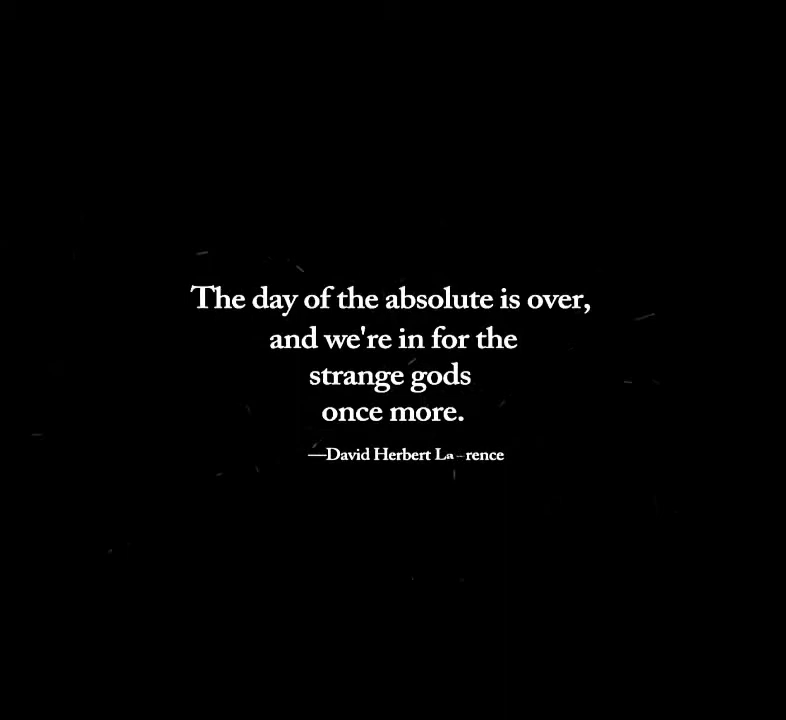 The day of the absolute is over,
and we're in for the
strange gods
once more.
—David Herbert